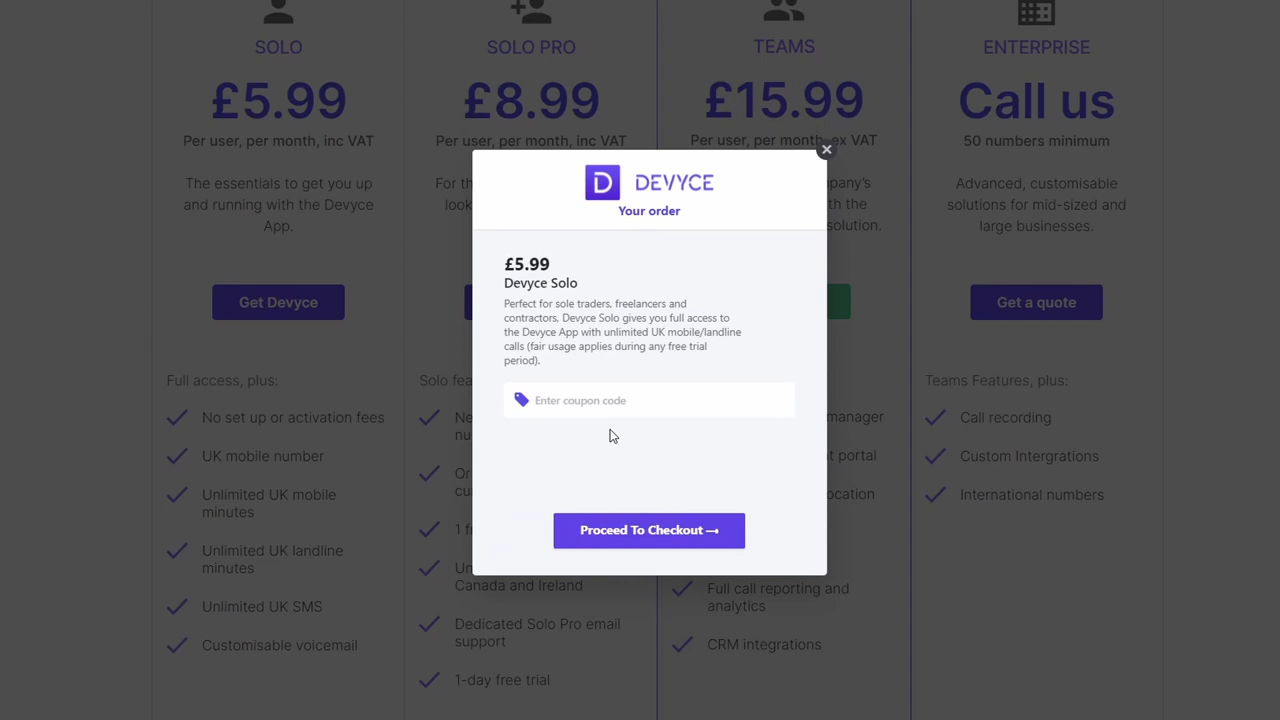 SOLO
£5.99
Per user, per month, inc VAT
The essentials to get you up
and running with the Devyce
App.
Get Devyce
Full access, plus:
No set up or activation fees
UK mobile number
Unlimited UK mobile
minutes
Unlimited UK landline
minutes
Unlimited UK SMS
Customisable voicemail
SOLO PRO
£8.99
Per user, per month, inc VAT
For
look
Solo
1
Canada and Ireland
Dedicated Solo Pro email
support
1-day free trial
TEAMS
£15.99
Per user, per month, ex VAT
the
manager
portal
Full call reporting and
analytics
CRM integrations
ENTERPRISE
Call us
50 numbers minimum
Advanced, customisable
solutions for mid-sized and
large businesses.
Get a quote
Teams Features, plus:
Call recording
Custom Intergrations
International numbers
D DEVYCE
Your order
£5.99
Devyce Solo
Perfect for sole traders, freelancers and
contractors, Devyce Solo gives you full access to
the Devyce App with unlimited UK mobile/landline
calls (fair usage applies during any free trial
period).
Enter coupon code
Proceed To Checkout →